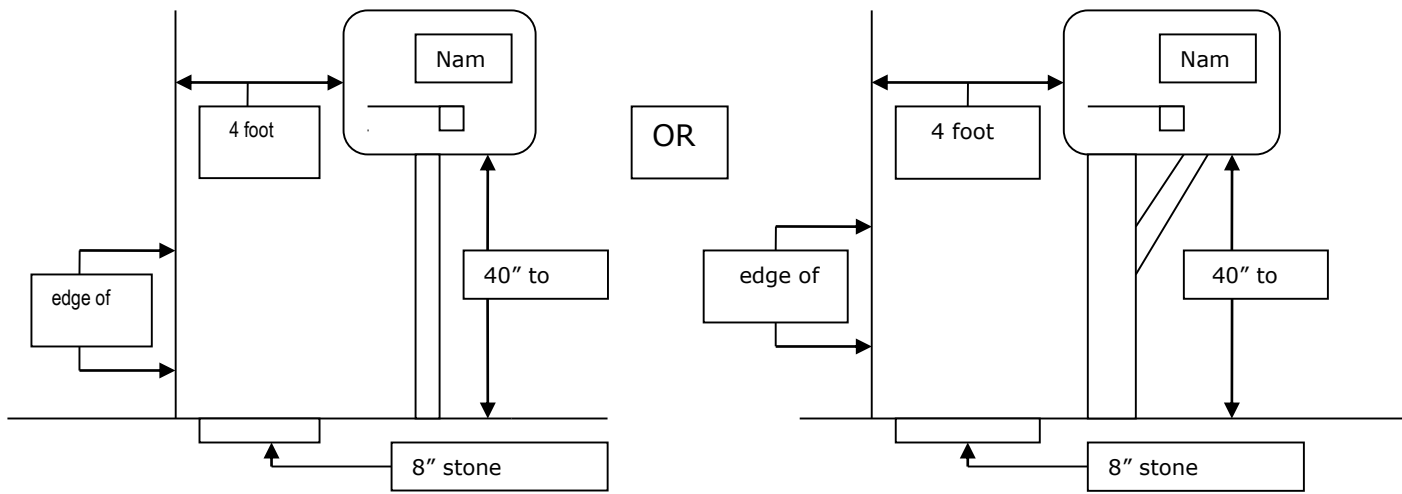 Nam
4 foot
edge of
40” to
8” stone
OR
Nam
4 foot
edge of
40” to
8” stone